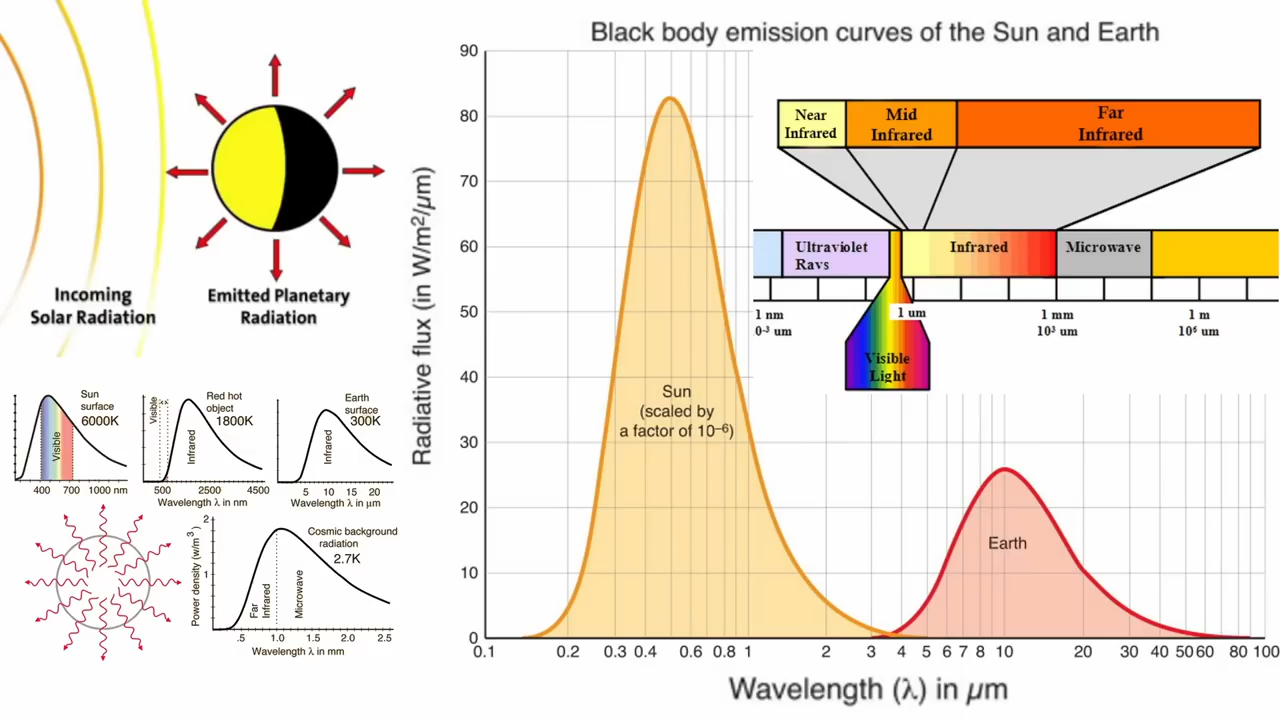 Black body emission curves of the Sun and Earth
Incoming
Solar Radiation
Emitted Planetary
Radiation
Radiative flux (in W/m2/μm)
90
80
70
60
50
40
30
20
10
0
Near
Infrared
Mid
Infrared
Far
Infrared
Ultraviolet
Rays
Infrared
Microwave
1 nm
0⁻³ um
1 um
1 mm
10³ um
1 m
10⁶ um
Visible
Light
Sun
(scaled by
a factor of 10⁻⁶)
Earth
0.1 0.2 0.3 0.4 0.6 0.8 1 2 3 4 5 6 7 8 10 20 30 40 50 60 80 100
Wavelength (λ) in μm
Sun
surface
6000K
Visible
400 700 1000 nm
Visible
Red hot
object
1800K
Infrared
500 2500 4500
Wavelength λ in nm
Earth
surface
300K
Infrared
5 10 15 20
Wavelength λ in μm
Power density (w/m³)
2
1
0
Cosmic background
radiation
2.7K
Far
Infrared
Microwave
.5 1.0 1.5 2.0 2.5
Wavelength λ in mm